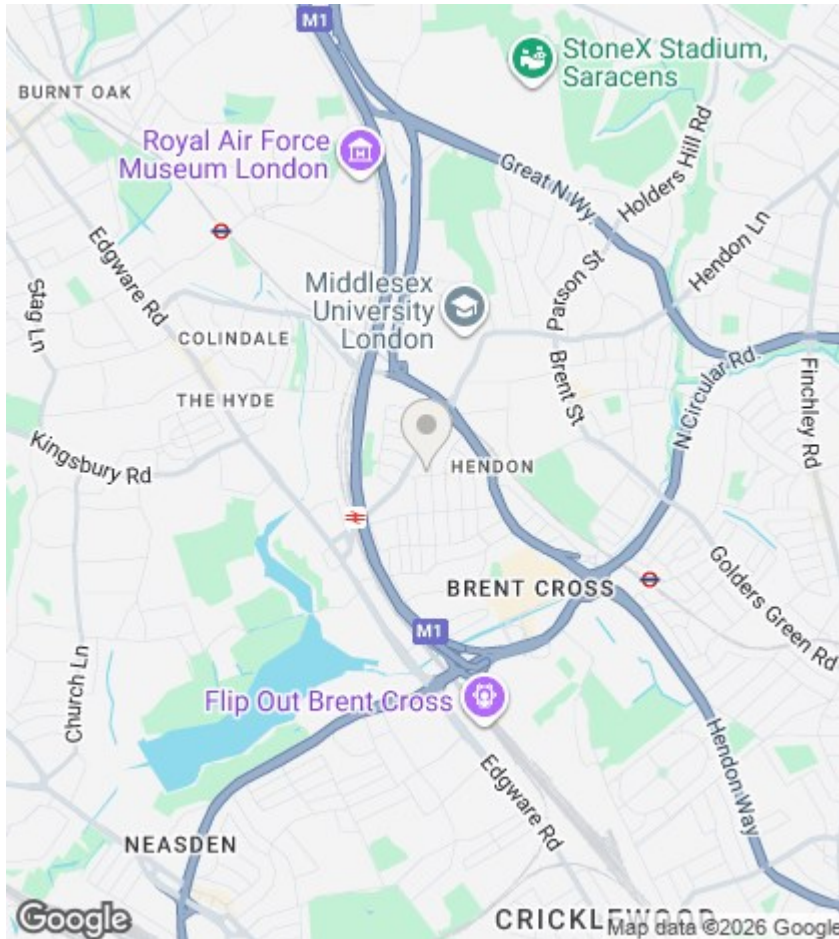 M1
StoneX Stadium,
Saracens
BURNT OAK
Royal Air Force
Museum London
Great N Wy.
Holders Hill Rd
Hendon Ln
Edgware Rd
Parson St
Stag Ln
Middlesex
University
London
COLINDALE
Brent St
N Circular Rd
Finchley Rd
THE HYDE
Kingsbury Rd
HENDON
Golders Green Rd
BRENT CROSS
M1
Church Ln
Flip Out Brent Cross
Hendon Way
Edgware Rd
NEASDEN
CRICKLEWOOD
Google
Map data ©2026 Google